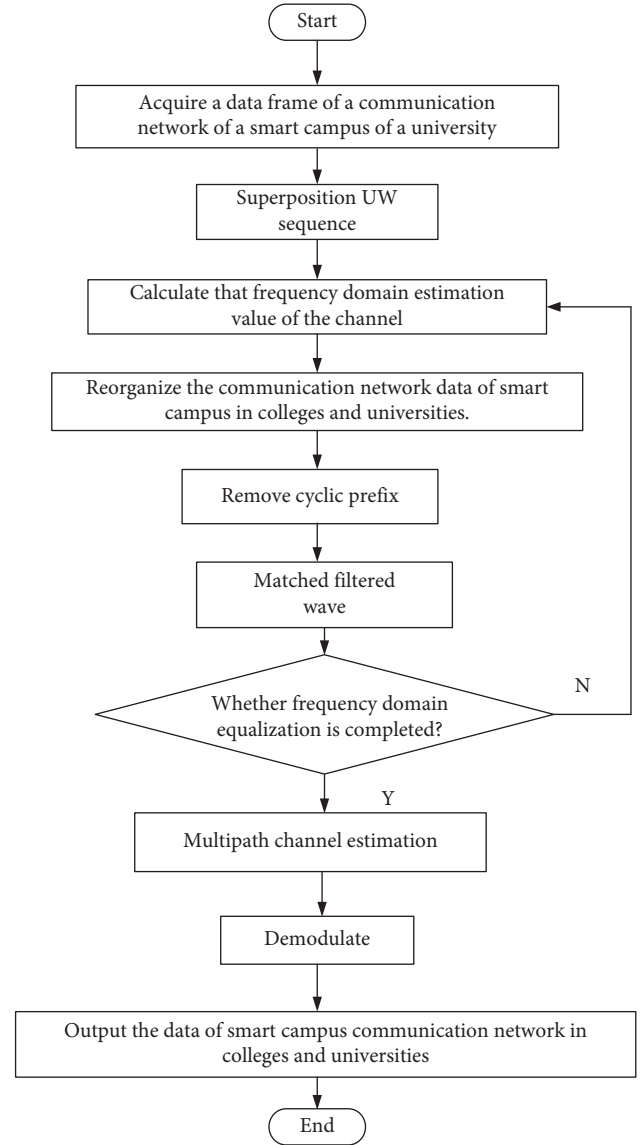 Start
Acquire a data frame of a communication
network of a smart campus of a university
Superposition UW
sequence
Calculate that frequency domain estimation
value of the channel
Reorganize the communication network data of smart
campus in colleges and universities.
Remove cyclic prefix
Matched filtered
wave
Whether frequency domain
equalization is completed?
N
Y
Multipath channel estimation
Demodulate
Output the data of smart campus communication network in
colleges and universities
End